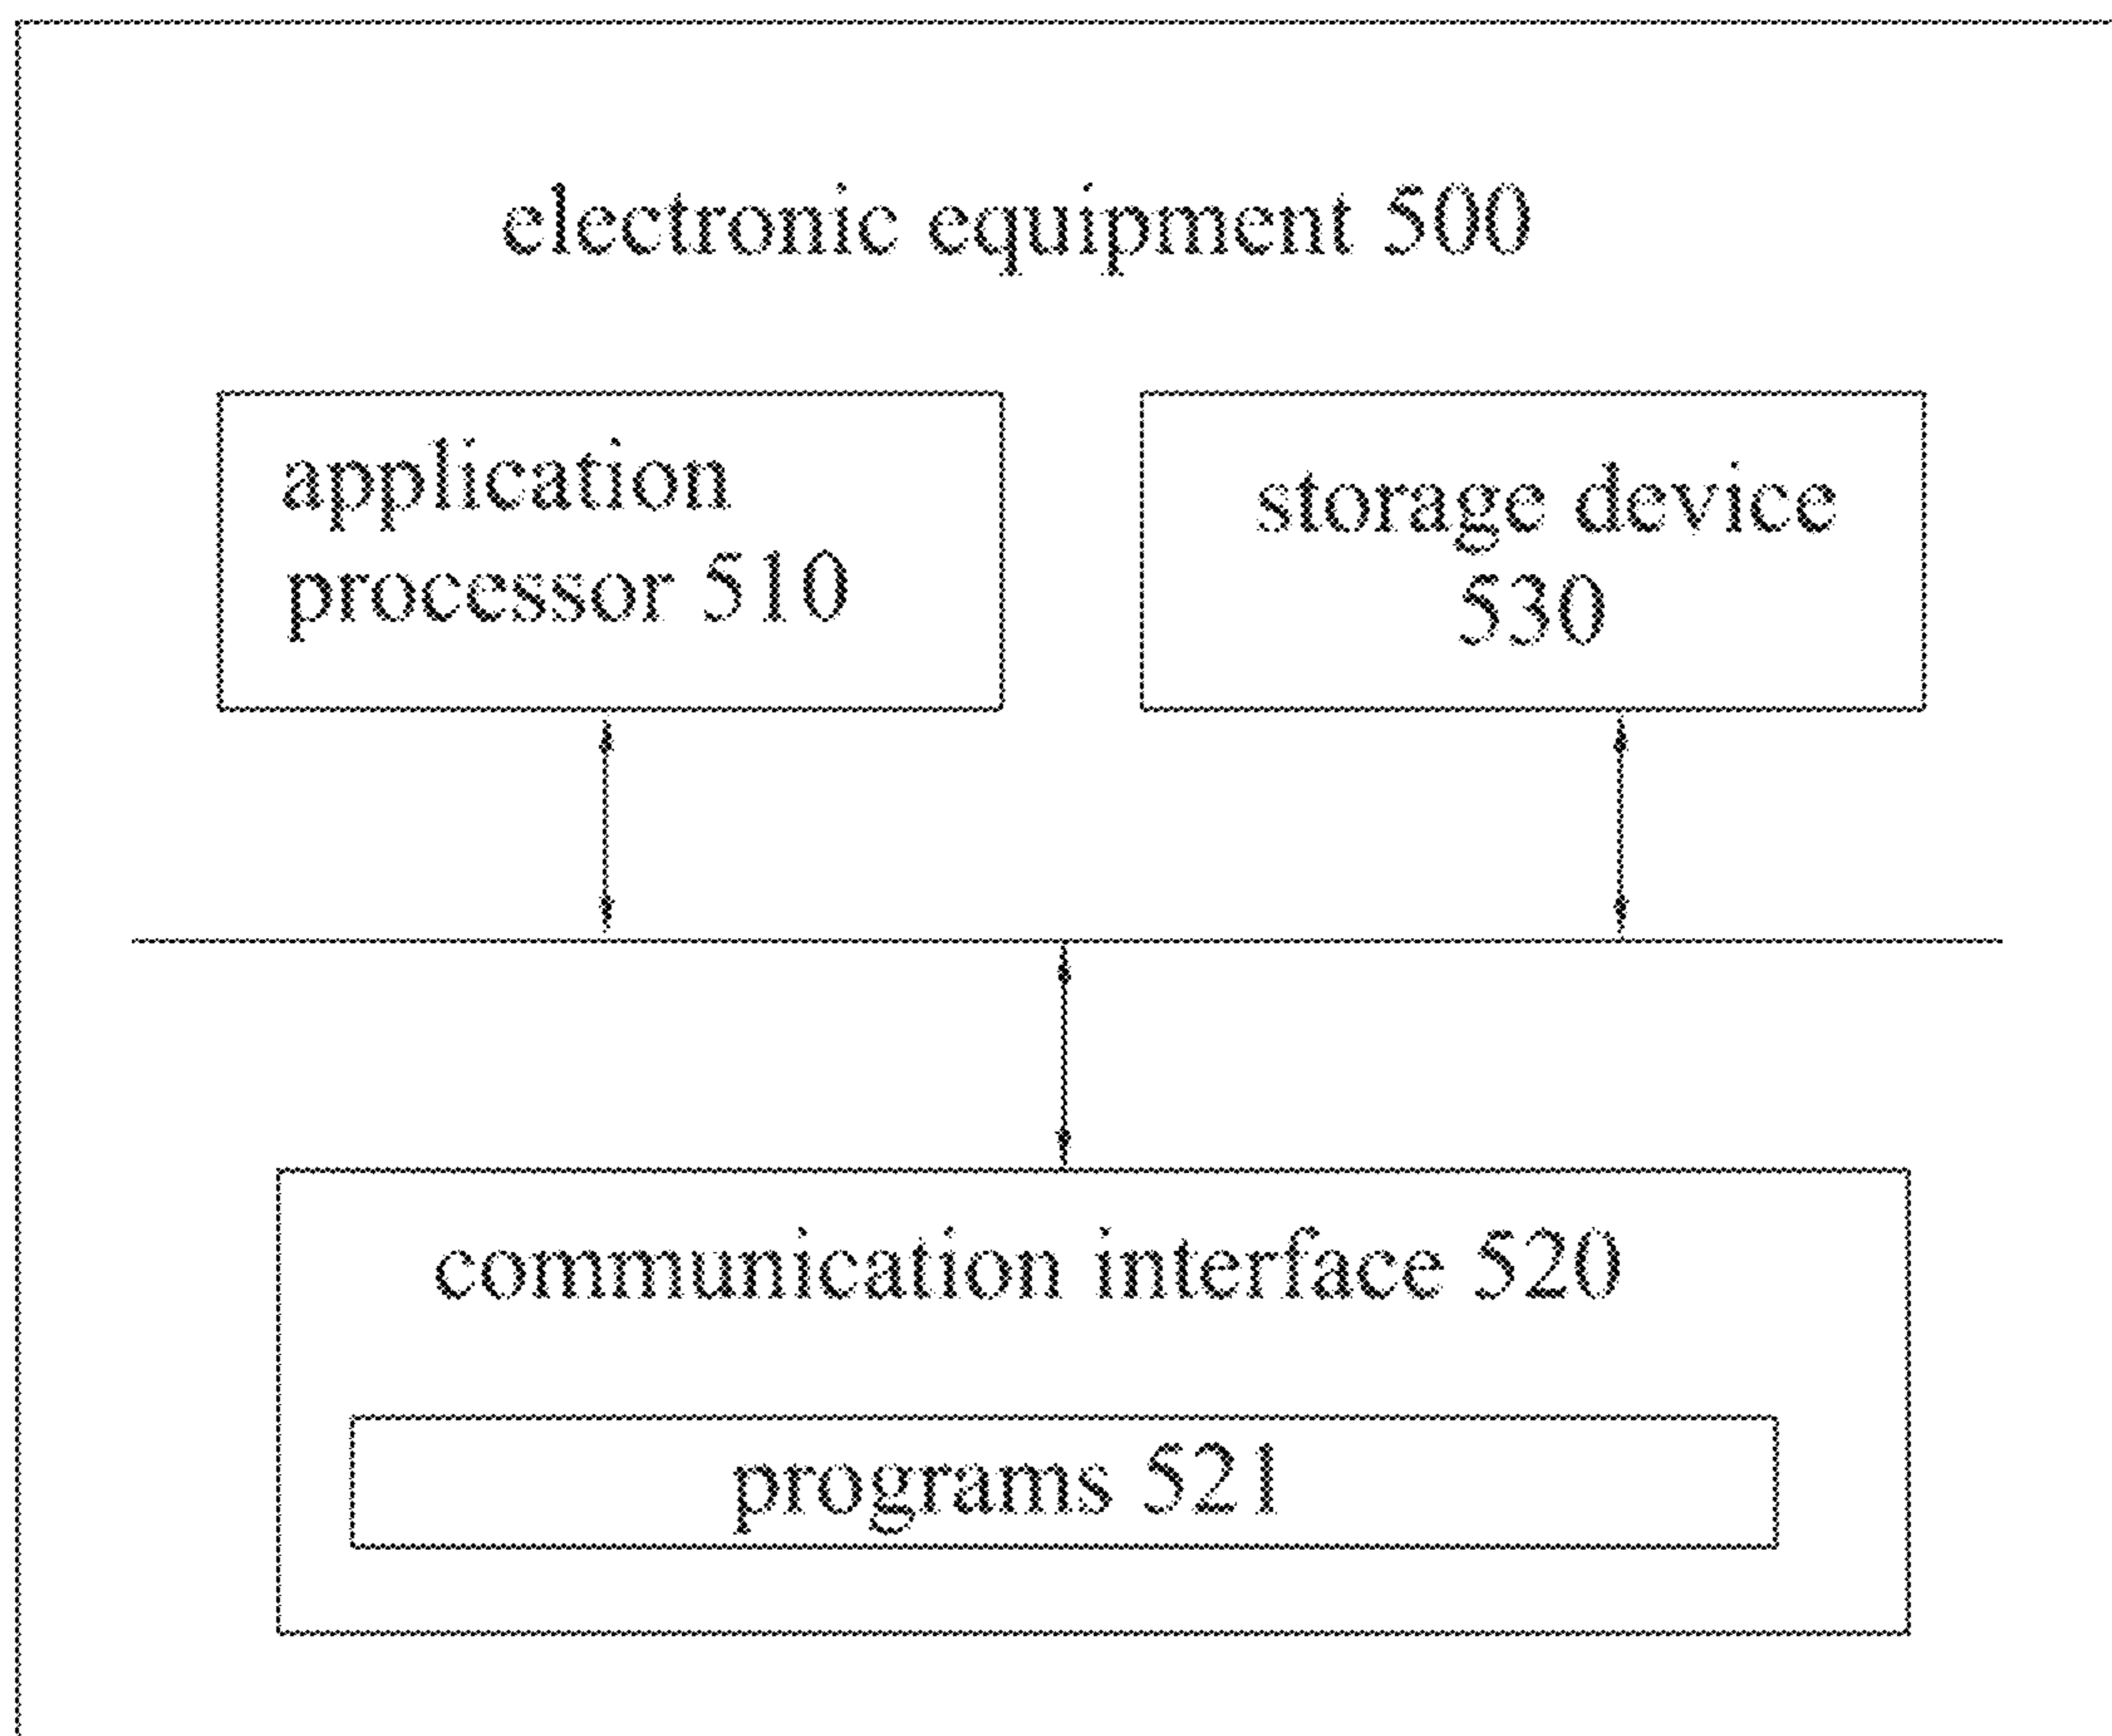 electronic equipment 500
application
processor 510
storage device
530
communication interface 520
programs 521